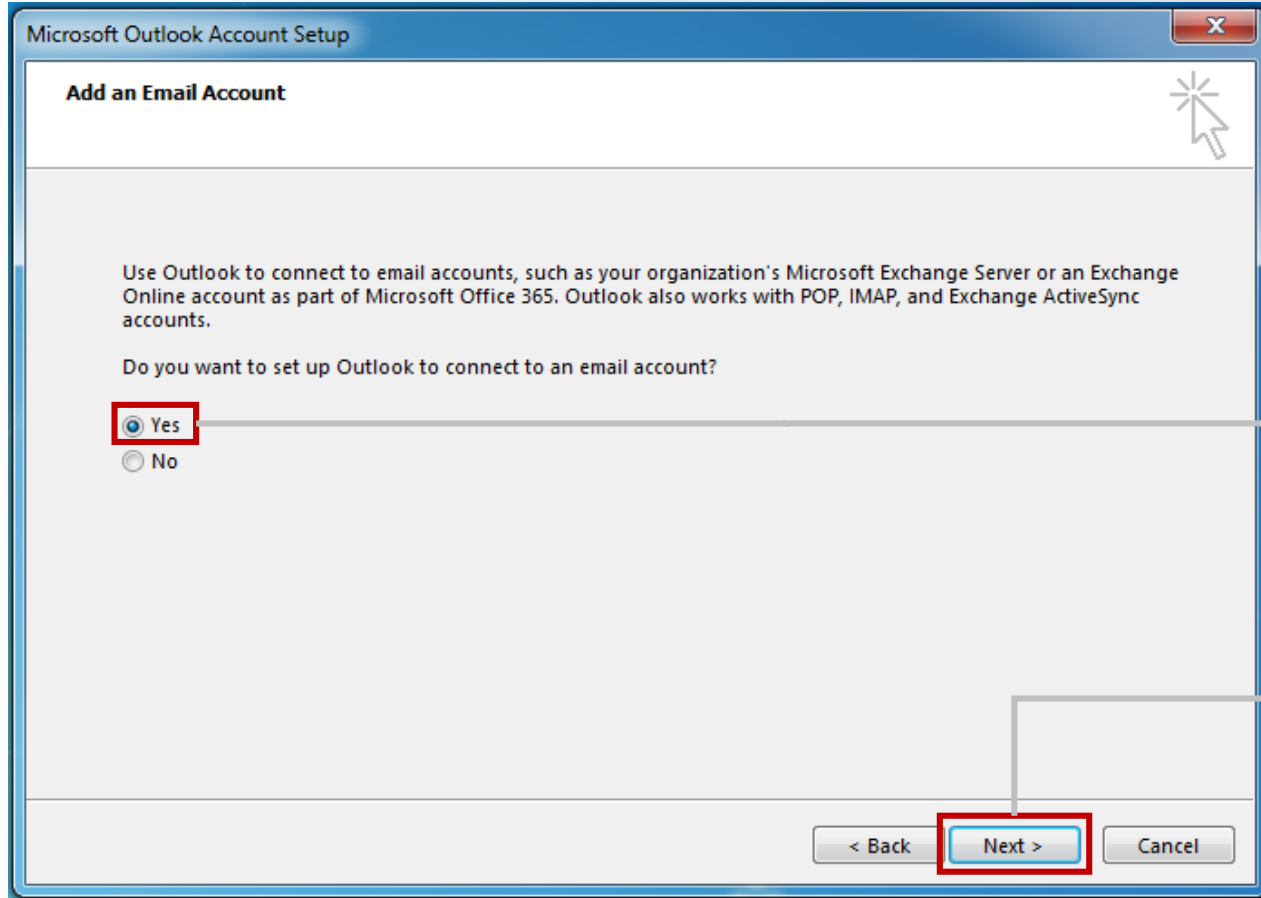 Microsoft Outlook Account Setup
Add an Email Account
Use Outlook to connect to email accounts, such as your organization's Microsoft Exchange Server or an Exchange
Online account as part of Microsoft Office 365. Outlook also works with POP, IMAP, and Exchange ActiveSync
accounts.
Do you want to set up Outlook to connect to an email account?
Yes
No
< Back Next > Cancel